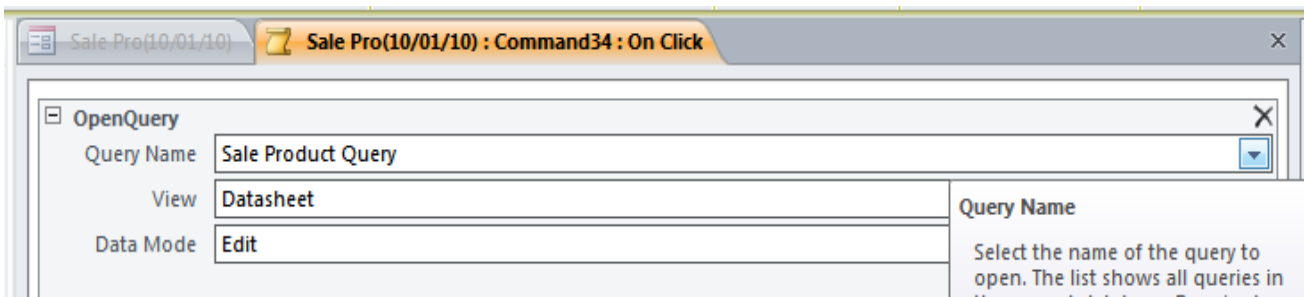 Sale Pro(10/01/10)
Sale Pro(10/01/10) : Command34 : On Click
OpenQuery
Query Name Sale Product Query
View Datasheet
Data Mode Edit
Query Name
Select the name of the query to
open. The list shows all queries in